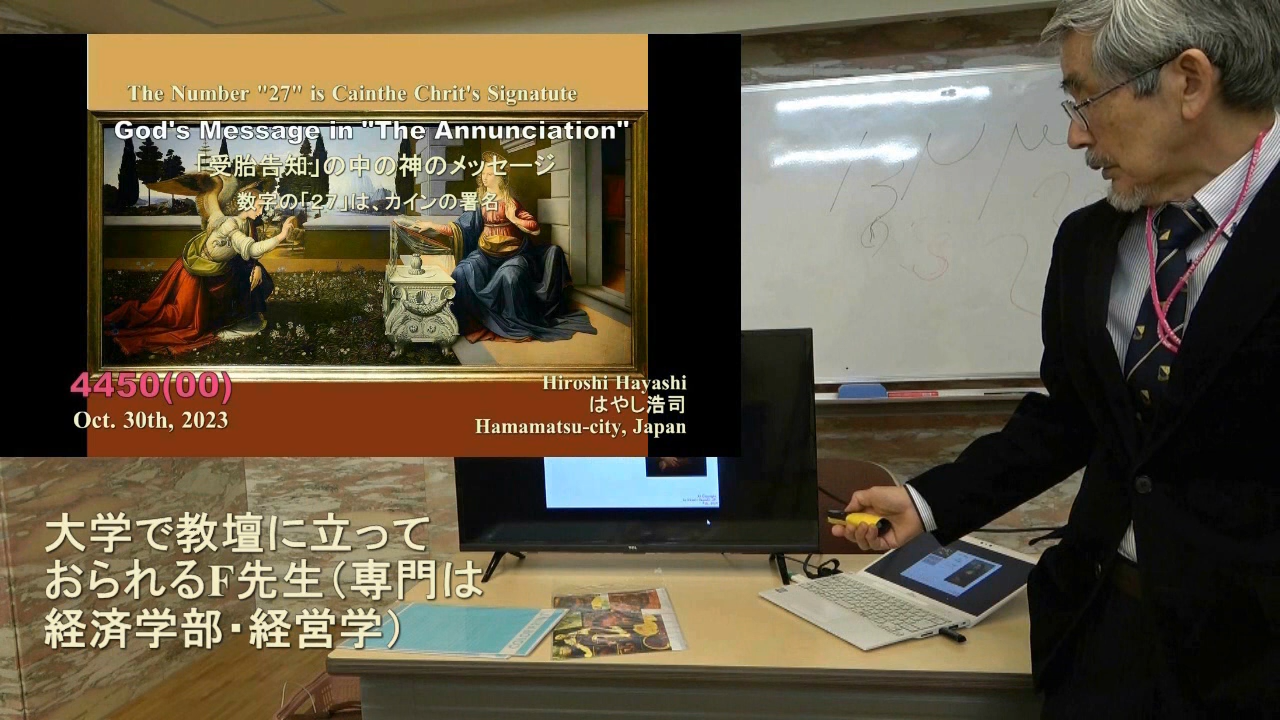 The Number "27" is Cainthe Chrit's Signatute
God's Message in "The Annunciation"
「受胎告知」の中の神のメッセージ
数字の「27」は、カインの署名
4450(00)
Oct. 30th, 2023
Hiroshi Hayashi
はやし浩司
Hamamatsu-city, Japan
TCL
大学で教壇に立って
おられるF先生（専門は
経済学部・経営学）